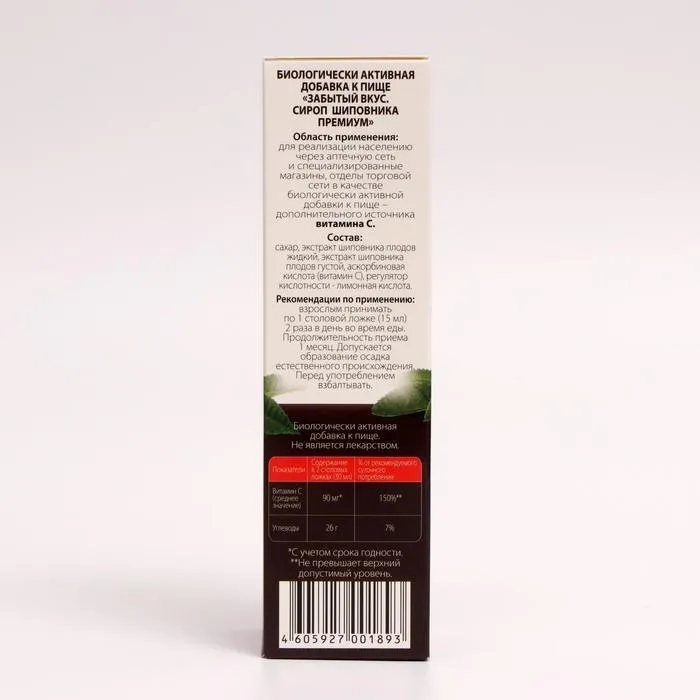 БИОЛОГИЧЕСКИ АКТИВНАЯ
ДОБАВКА К ПИЩЕ
«ЗАБЫТЫЙ ВКУС.
СИРОП ШИПОВНИКА
ПРЕМИУМ»
Область применения:
для реализации населению
через аптечную сеть
и специализированные
магазины, отделы торговой
сети в качестве
биологически активной
добавки к пище –
дополнительного источника
витамина С.
Состав:
сахар, экстракт шиповника плодов
жидкий, экстракт шиповника
плодов густой, аскорбиновая
кислота (витамин С), регулятор
кислотности - лимонная кислота.
Рекомендации по применению:
взрослым принимать
по 1 столовой ложке (15 мл)
2 раза в день во время еды.
Продолжительность приема
1 месяц. Допускается
образование осадка
естественного происхождения.
Перед употреблением
взбалтывать.
Биологически активная
добавка к пище.
Не является лекарством.
Показатели Содержание в 2 столовых ложках (30 мл) % от рекомендуемого суточного потребления
Витамин С (среднее значение) 90 мг* 150%**
Углеводы 26 г 7%
*С учетом срока годности.
**Не превышает верхний
допустимый уровень.
4 605927 001893